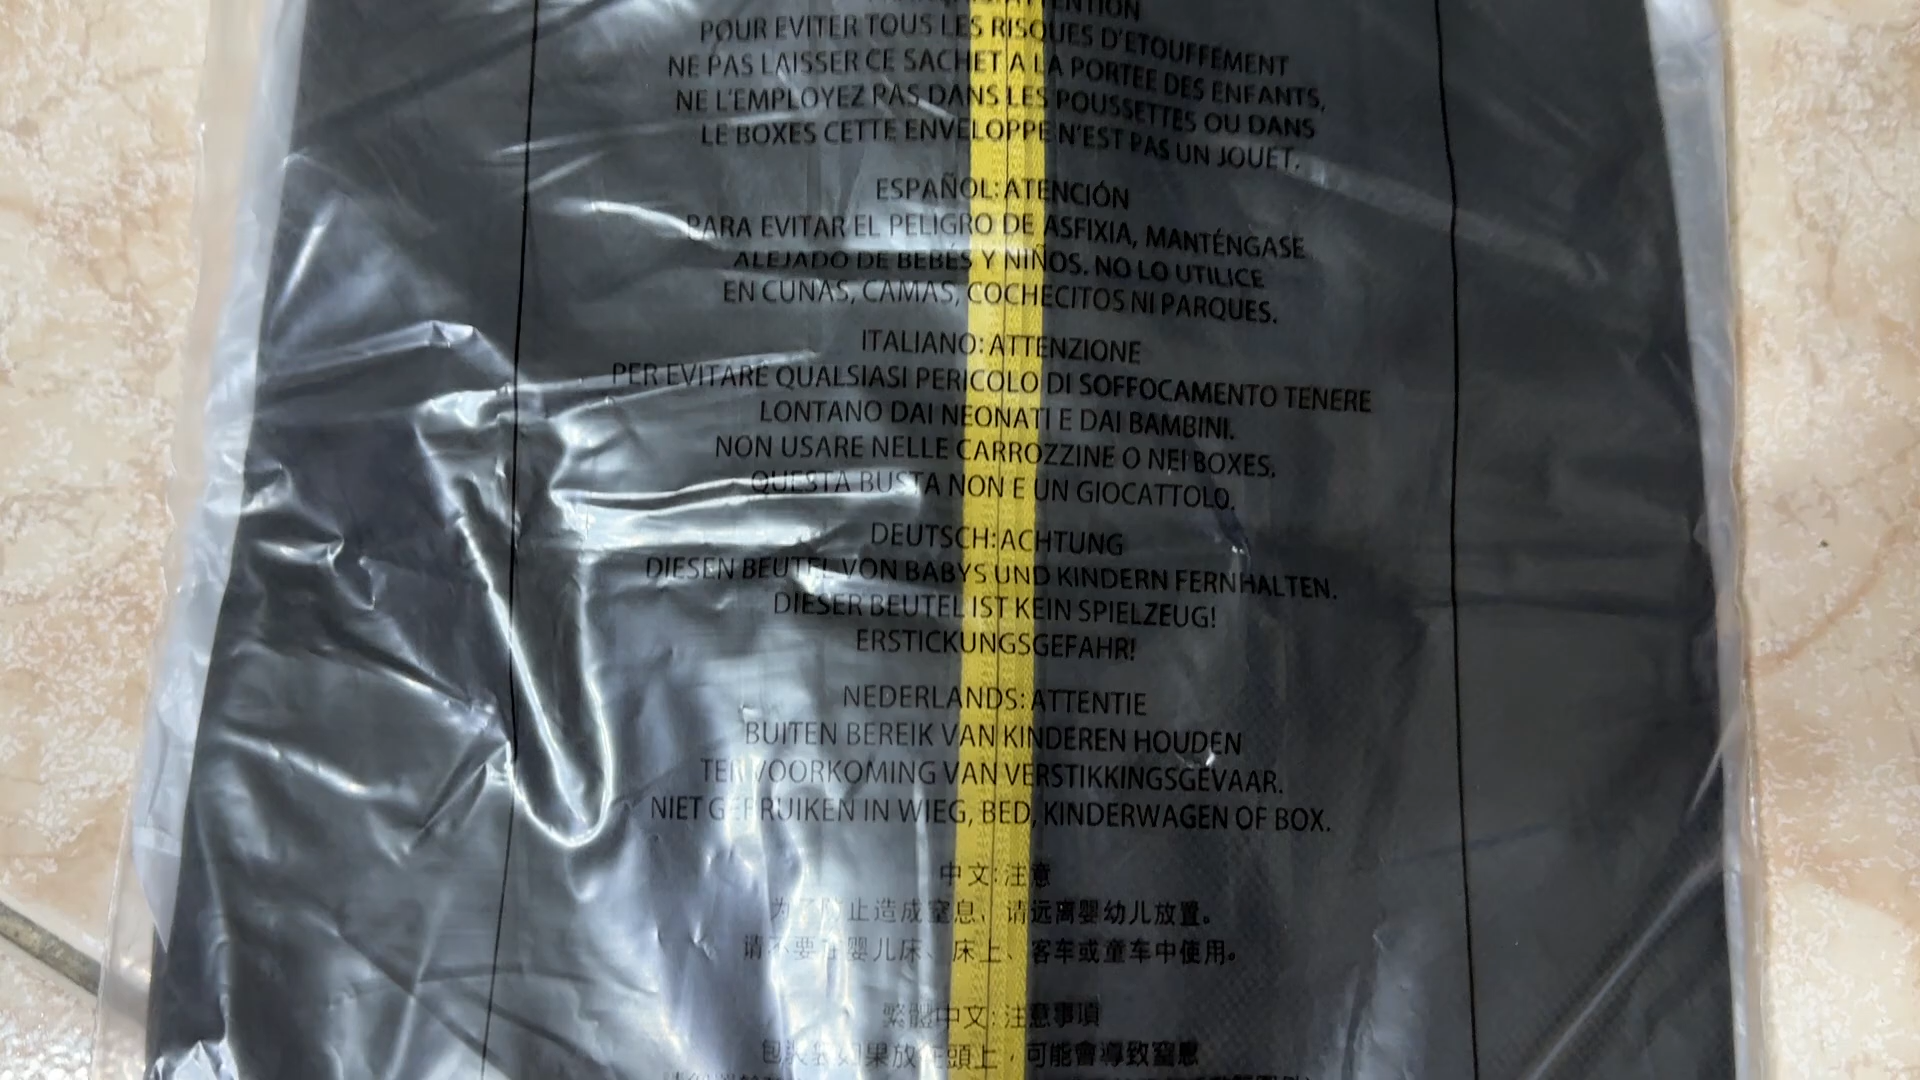 ATTENTION
POUR EVITER TOUS LES RISQUES D'ETOUFFEMENT
NE PAS LAISSER CE SACHET A LA PORTEE DES ENFANTS,
NE L'EMPLOYEZ PAS DANS LES POUSSETTES OU DANS
LE BOXES CETTE ENVELOPPE N'EST PAS UN JOUET.
ESPAÑOL: ATENCIÓN
PARA EVITAR EL PELIGRO DE ASFIXIA, MANTÉNGASE
ALEJADO DE BEBÉS Y NIÑOS. NO LO UTILICE
EN CUNAS, CAMAS, COCHECITOS NI PARQUES.
ITALIANO: ATTENZIONE
PER EVITARE QUALSIASI PERICOLO DI SOFFOCAMENTO TENERE
LONTANO DAI NEONATI E DAI BAMBINI.
NON USARE NELLE CARROZZINE O NEI BOXES.
QUESTA BUSTA NON E UN GIOCATTOLO.
DEUTSCH: ACHTUNG
DIESEN BEUTEL VON BABYS UND KINDERN FERNHALTEN.
DIESER BEUTEL IST KEIN SPIELZEUG!
ERSTICKUNGSGEFAHR!
NEDERLANDS: ATTENTIE
BUITEN BEREIK VAN KINDEREN HOUDEN
TER VOORKOMING VAN VERSTIKKINGSGEVAAR.
NIET GEBRUIKEN IN WIEG, BED, KINDERWAGEN OF BOX.
中文: 注意
为了防止造成窒息、请远离婴幼儿放置。
请不要在婴儿床、床上、客车或童车中使用。
繁體中文: 注意事項
包裝袋如果放在頭上，可能會導致窒息